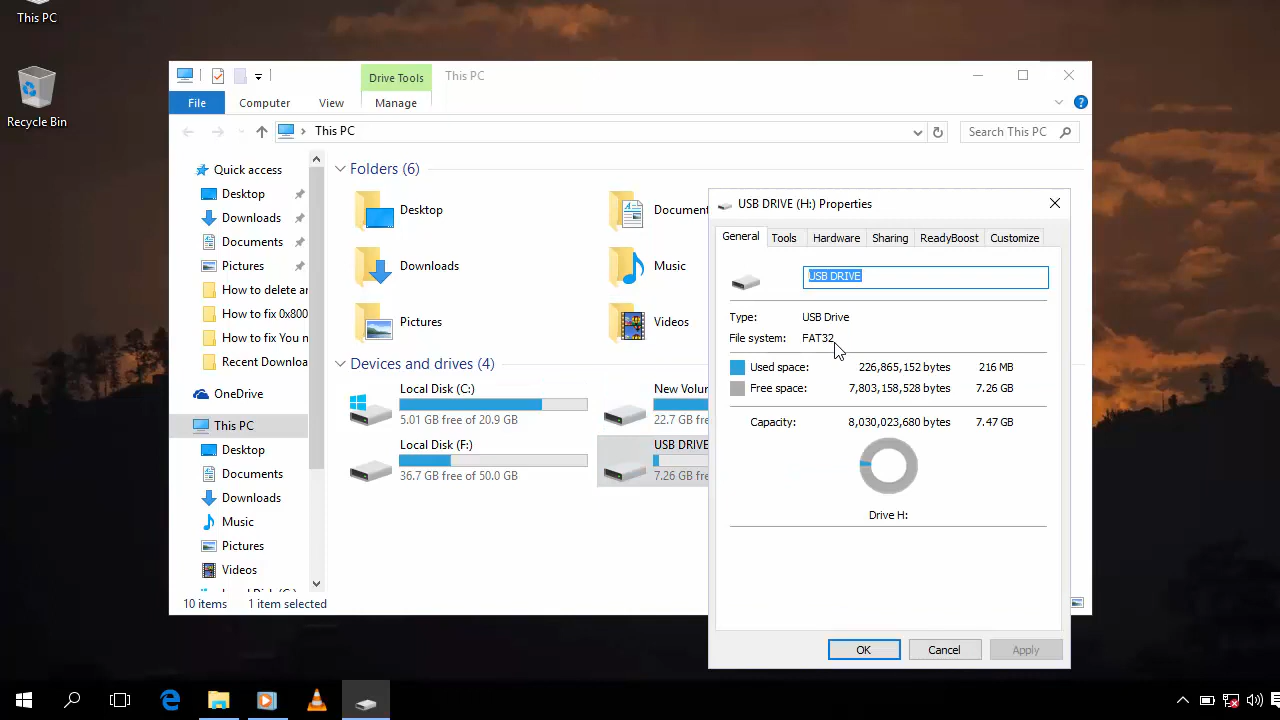 This PC
Recycle Bin
Drive Tools
This PC
File
Computer
View
Manage
This PC
Search This PC
Quick access
Desktop
Downloads
Documents
Pictures
How to delete ar
How to fix 0x800
How to fix You n
Recent Downloa
OneDrive
This PC
Desktop
Documents
Downloads
Music
Pictures
Videos
Folders (6)
Desktop
Document
Downloads
Music
Pictures
Videos
Devices and drives (4)
Local Disk (C:)
5.01 GB free of 20.9 GB
New Volu
22.7 GB fre
Local Disk (F:)
36.7 GB free of 50.0 GB
USB DRIVE
7.26 GB fre
10 items
1 item selected
USB DRIVE (H:) Properties
General
Tools
Hardware
Sharing
ReadyBoost
Customize
USB DRIVE
Type: USB Drive
File system: FAT32
Used space: 226,865,152 bytes 216 MB
Free space: 7,803,158,528 bytes 7.26 GB
Capacity: 8,030,023,680 bytes 7.47 GB
Drive H:
OK
Cancel
Apply